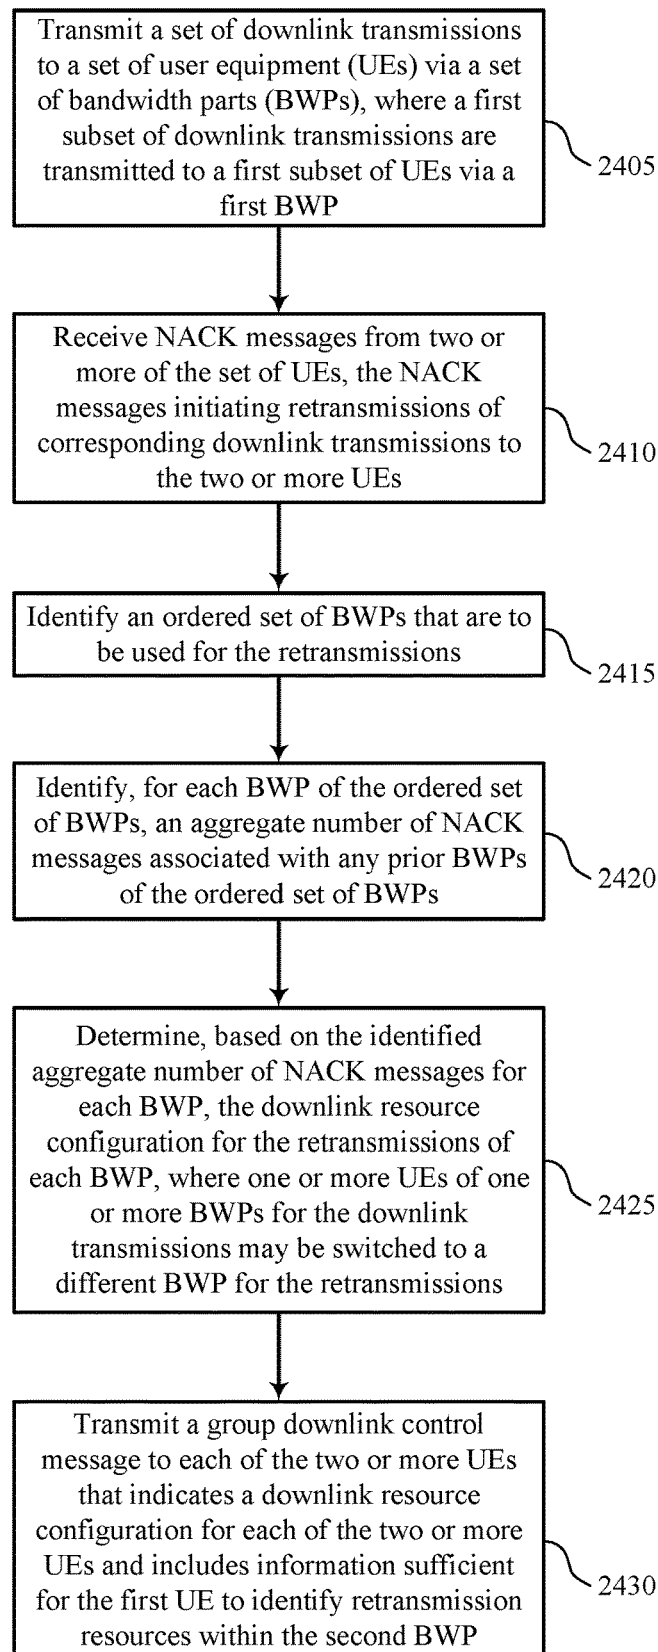 Transmit a set of downlink transmissions
to a set of user equipment (UEs) via a set
of bandwidth parts (BWPs), where a first
subset of downlink transmissions are
transmitted to a first subset of UEs via a
first BWP
2405
Receive NACK messages from two or
more of the set of UEs, the NACK
messages initiating retransmissions of
corresponding downlink transmissions to
the two or more UEs
2410
Identify an ordered set of BWPs that are to
be used for the retransmissions
2415
Identify, for each BWP of the ordered set
of BWPs, an aggregate number of NACK
messages associated with any prior BWPs
of the ordered set of BWPs
2420
Determine, based on the identified
aggregate number of NACK messages for
each BWP, the downlink resource
configuration for the retransmissions of
each BWP, where one or more UEs of one
or more BWPs for the downlink
transmissions may be switched to a
different BWP for the retransmissions
2425
Transmit a group downlink control
message to each of the two or more UEs
that indicates a downlink resource
configuration for each of the two or more
UEs and includes information sufficient
for the first UE to identify retransmission
resources within the second BWP
2430